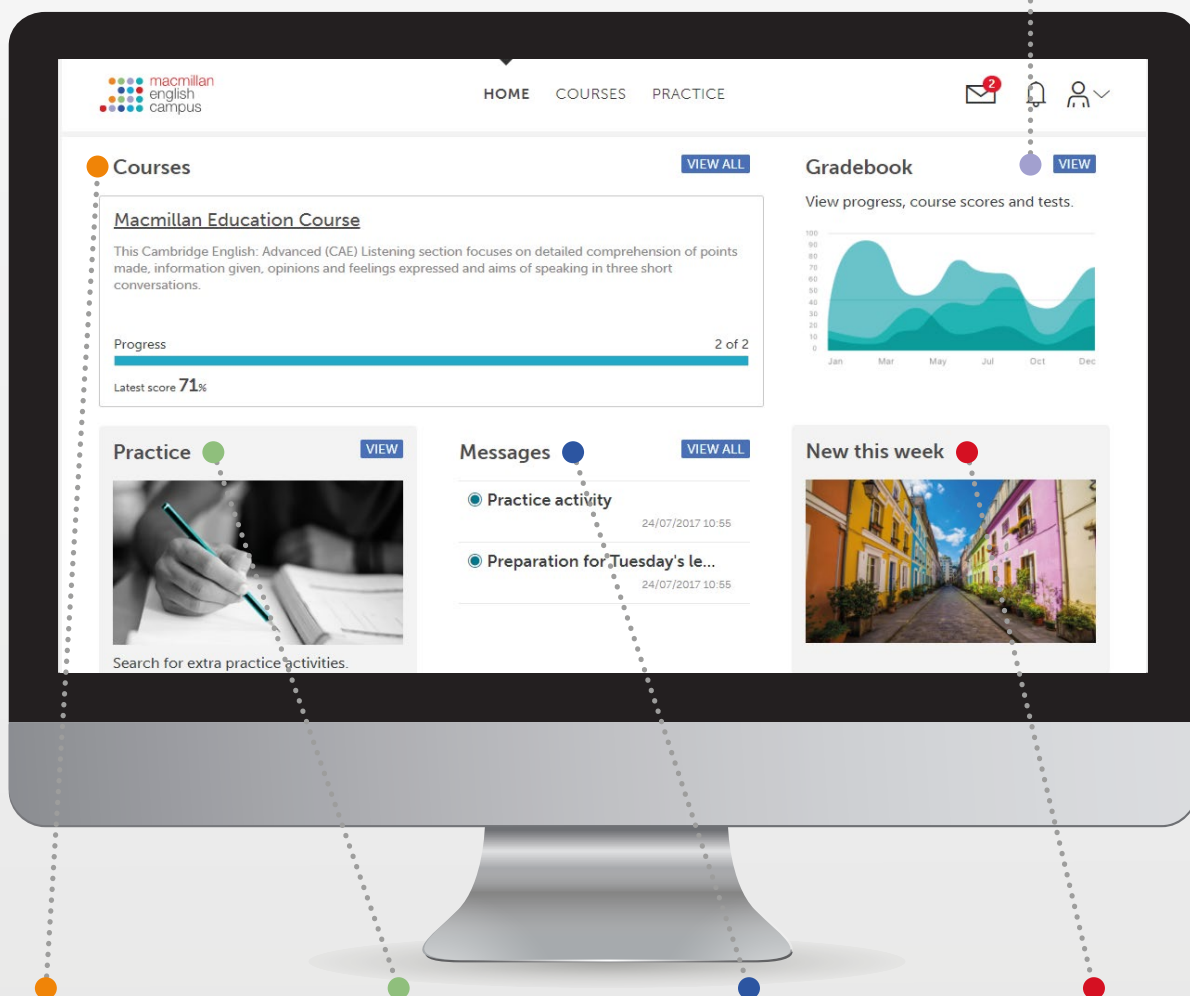 macmillan
english
campus
HOME COURSES PRACTICE
2
Courses
VIEW ALL
Macmillan Education Course
This Cambridge English: Advanced (CAE) Listening section focuses on detailed comprehension of points
made, information given, opinions and feelings expressed and aims of speaking in three short
conversations.
Progress 2 of 2
Latest score 71%
Gradebook
VIEW
View progress, course scores and tests.
100
90
80
70
60
50
40
30
20
10
0
Jan Mar May Jul Oct Dec
Practice
VIEW
Search for extra practice activities.
Messages
VIEW ALL
Practice activity
24/07/2017 10:55
Preparation for Tuesday's le...
24/07/2017 10:55
New this week